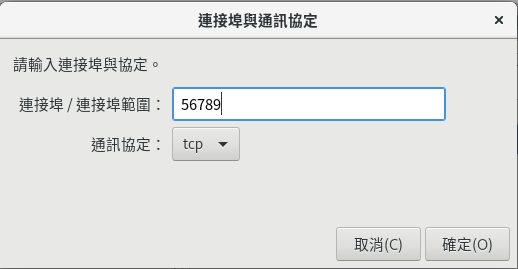 連接埠與通訊協定
請輸入連接埠與協定。
連接埠 / 連接埠範圍： 56789
通訊協定： tcp
取消(C) 確定(O)